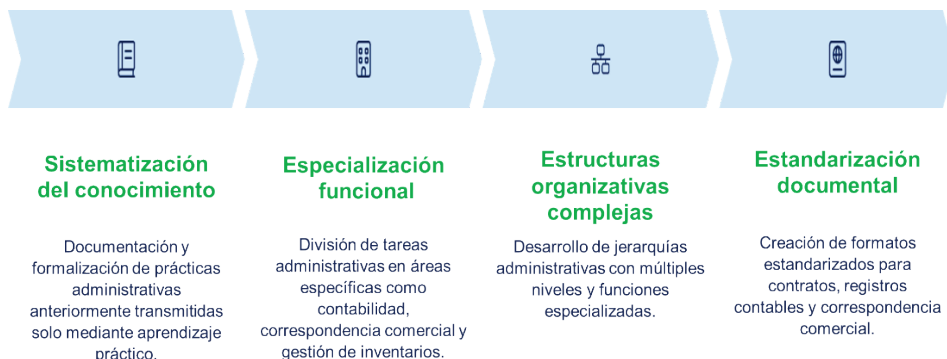 Sistematización
del conocimiento
Documentación y
formalización de prácticas
administrativas
anteriormente transmitidas
solo mediante aprendizaje
práctico.
Especialización
funcional
División de tareas
administrativas en áreas
específicas como
contabilidad,
correspondencia comercial y
gestión de inventarios.
Estructuras
organizativas
complejas
Desarrollo de jerarquías
administrativas con múltiples
niveles y funciones
especializadas.
Estandarización
documental
Creación de formatos
estandarizados para
contratos, registros
contables y correspondencia
comercial.